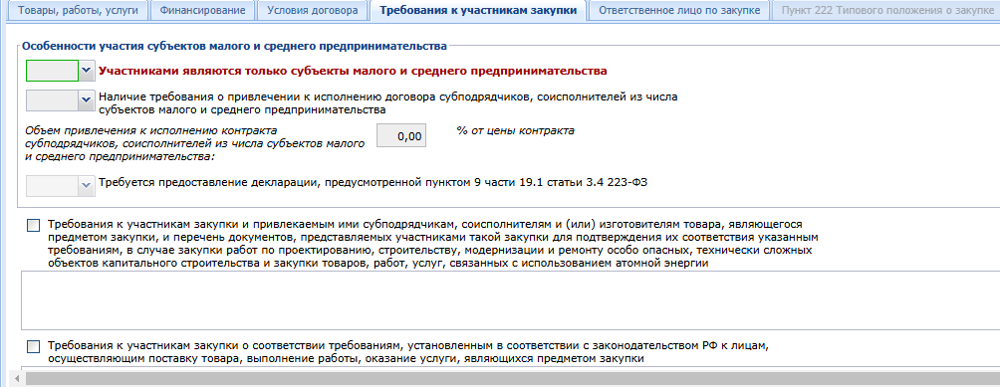 Товары, работы, услуги
Финансирование
Условия договора
Требования к участникам закупки
Ответственное лицо по закупке
Пункт 222 Типового положения о закупке
Особенности участия субъектов малого и среднего предпринимательства
Участниками являются только субъекты малого и среднего предпринимательства
Наличие требования о привлечении к исполнению договора субподрядчиков, соисполнителей из числа
субъектов малого и среднего предпринимательства
Объем привлечения к исполнению контракта
субподрядчиков, соисполнителей из числа субъектов малого
и среднего предпринимательства:
0,00
% от цены контракта
Требуется предоставление декларации, предусмотренной пунктом 9 части 19.1 статьи 3.4 223-ФЗ
Требования к участникам закупки и привлекаемым ими субподрядчикам, соисполнителям и (или) изготовителям товара, являющегося
предметом закупки, и перечень документов, представляемых участниками такой закупки для подтверждения их соответствия указанным
требованиям, в случае закупки работ по проектированию, строительству, модернизации и ремонту особо опасных, технически сложных
объектов капитального строительства и закупки товаров, работ, услуг, связанных с использованием атомной энергии
Требования к участникам закупки о соответствии требованиям, установленным в соответствии с законодательством РФ к лицам,
осуществляющим поставку товара, выполнение работы, оказание услуги, являющихся предметом закупки